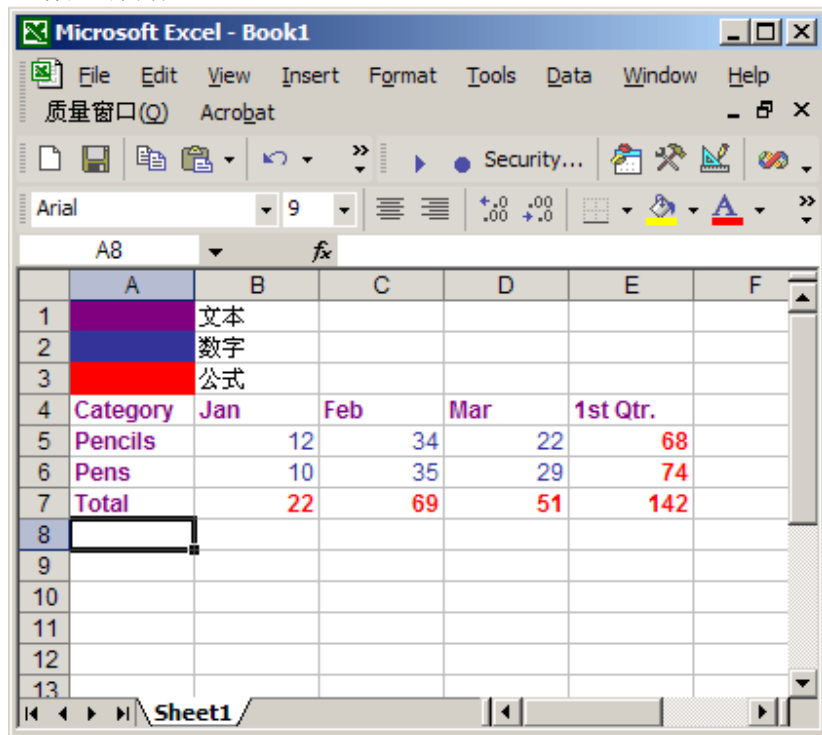 Microsoft Excel - Book1
File Edit View Insert Format Tools Data Window Help
质量窗口(O) Acrobat
Security...
Arial 9
A8 fx
A B C D E F
1 文本
2 数字
3 公式
4 Category Jan Feb Mar 1st Qtr.
5 Pencils 12 34 22 68
6 Pens 10 35 29 74
7 Total 22 69 51 142
8
9
10
11
12
13
Sheet1